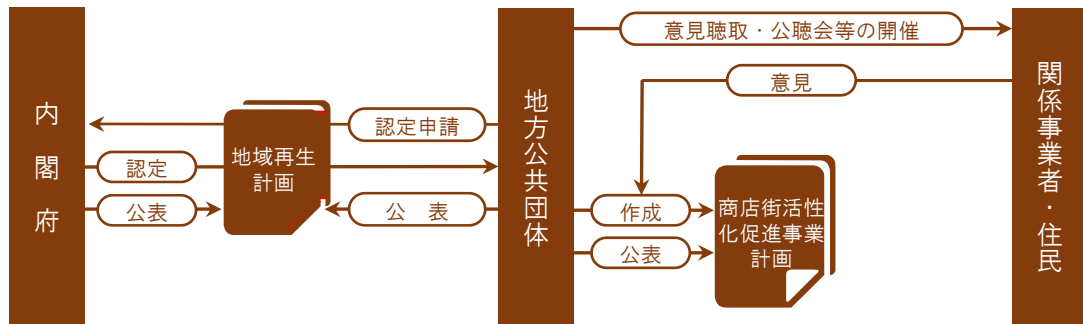 内閣府
認定申請
認定
公表
地域再生
計画
公 表
地方公共団体
意見聴取・公聴会等の開催
意見
作成
公表
商店街活性
化促進事業
計画
関係事業者・住民